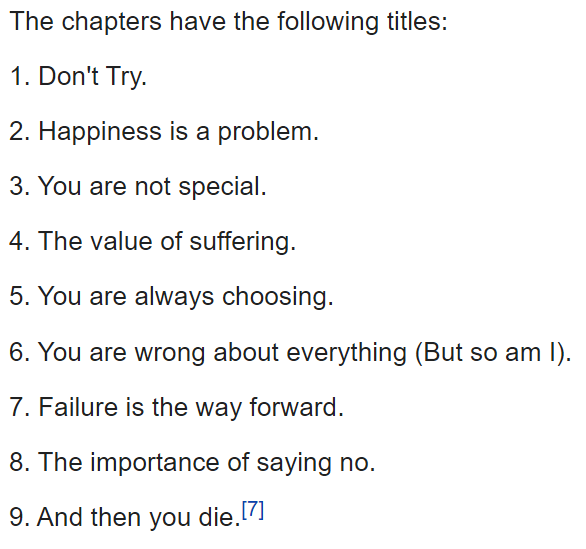 The chapters have the following titles:
1. Don't Try.
2. Happiness is a problem.
3. You are not special.
4. The value of suffering.
5. You are always choosing.
6. You are wrong about everything (But so am I).
7. Failure is the way forward.
8. The importance of saying no.
9. And then you die.[7]